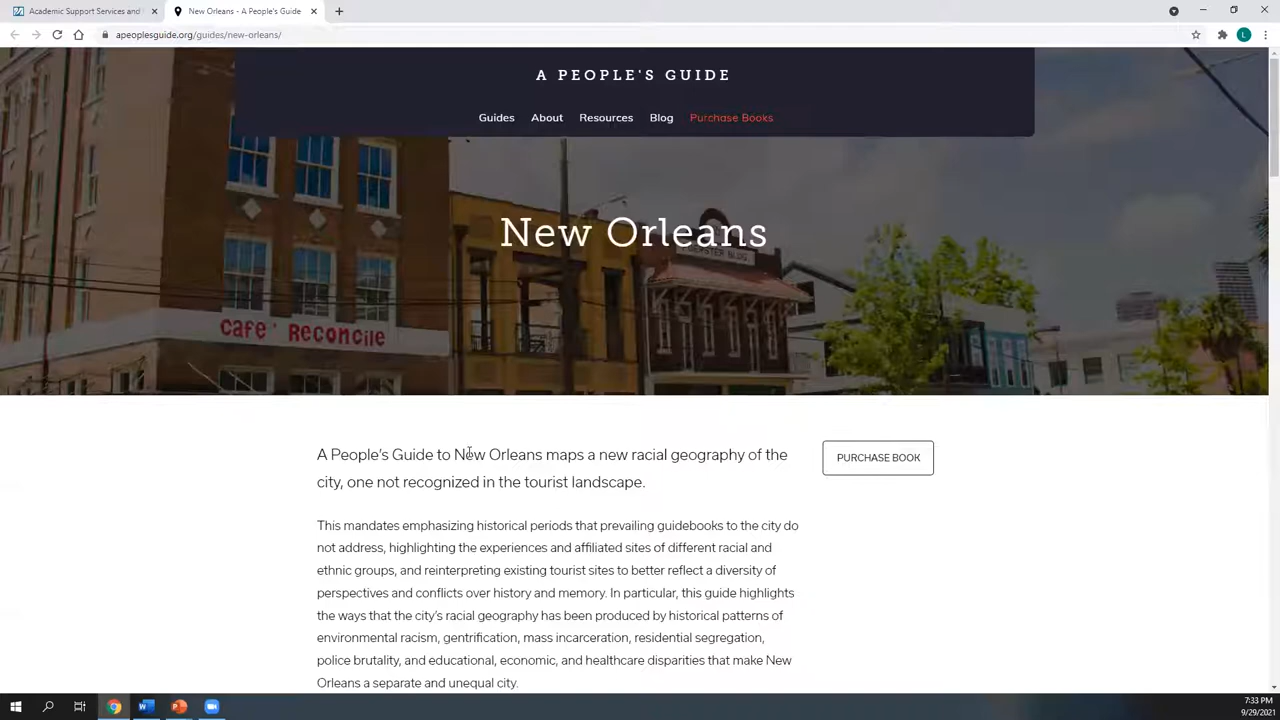 Academic Support Services and
New Orleans - A People's Guide
apeoplesguide.org/guides/new-orleans/
L
A PEOPLE'S GUIDE
Guides About Resources Blog Purchase Books
New Orleans
BLDG.
Cafe Reconcile
A People's Guide to New Orleans maps a new racial geography of the
city, one not recognized in the tourist landscape.
PURCHASE BOOK
This mandates emphasizing historical periods that prevailing guidebooks to the city do
not address, highlighting the experiences and affiliated sites of different racial and
ethnic groups, and reinterpreting existing tourist sites to better reflect a diversity of
perspectives and conflicts over history and memory. In particular, this guide highlights
the ways that the city's racial geography has been produced by historical patterns of
environmental racism, gentrification, mass incarceration, residential segregation,
police brutality, and educational, economic, and healthcare disparities that make New
Orleans a separate and unequal city.
7:33 PM
9/29/2021